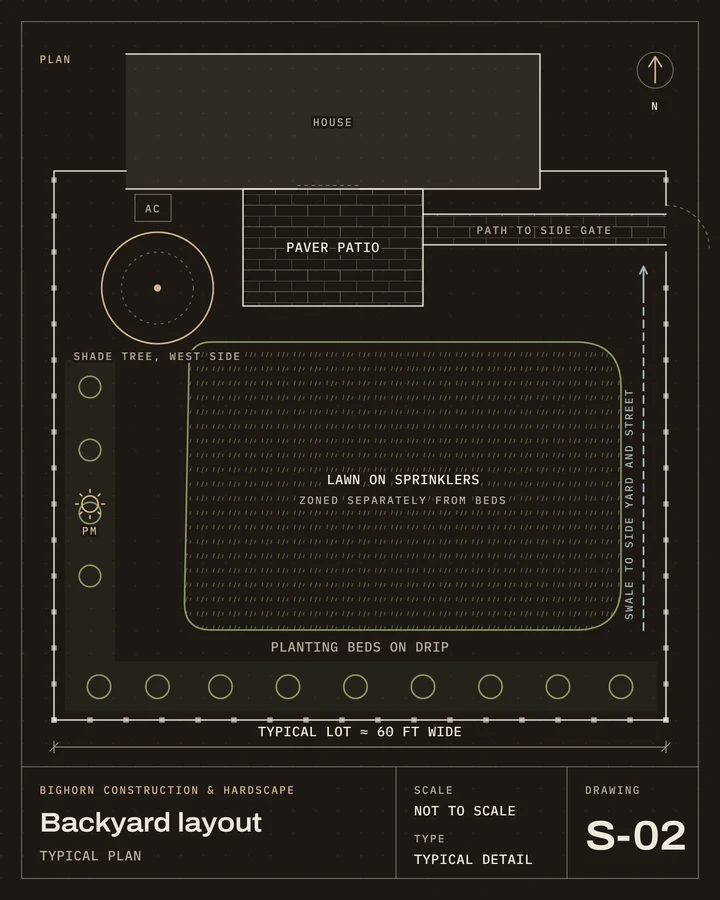 PLAN
N
HOUSE
AC
PAVER PATIO
PATH TO SIDE GATE
SHADE TREE, WEST SIDE
LAWN ON SPRINKLERS
ZONED SEPARATELY FROM BEDS
SWALE TO SIDE YARD AND STREET
PM
PLANTING BEDS ON DRIP
TYPICAL LOT ≈ 60 FT WIDE
BIGHORN CONSTRUCTION & HARDSCAPE
Backyard layout
TYPICAL PLAN
SCALE
NOT TO SCALE
TYPE
TYPICAL DETAIL
DRAWING
S-02